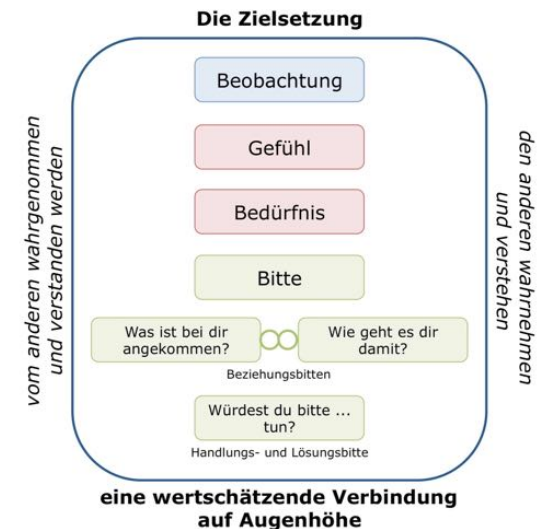 Die Zielsetzung
vom anderen wahrgenommen
und verstanden werden
Beobachtung
Gefühl
Bedürfnis
Bitte
Was ist bei dir
angekommen?
Wie geht es dir
damit?
Beziehungsbitten
Würdest du bitte ...
tun?
Handlungs- und Lösungsbitte
den anderen wahrnehmen
und verstehen
eine wertschätzende Verbindung
auf Augenhöhe